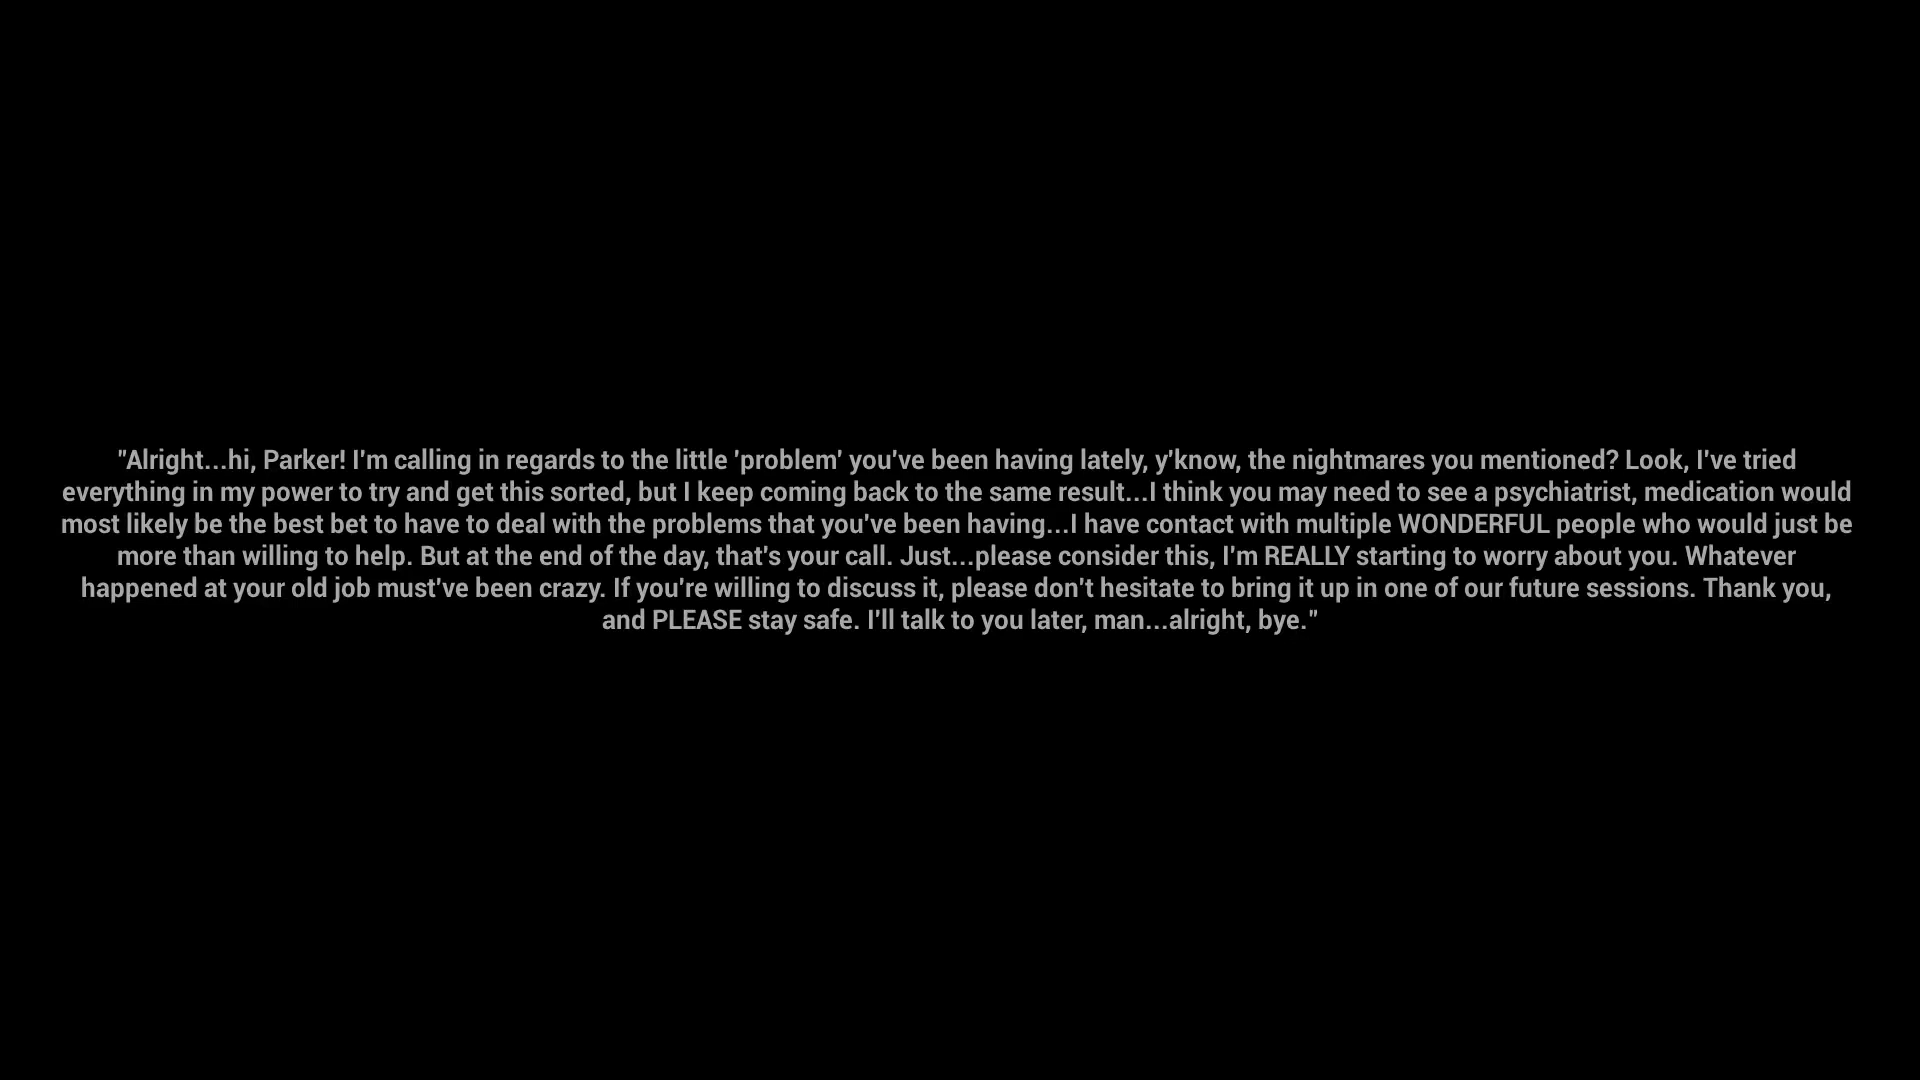 "Alright...hi, Parker! I'm calling in regards to the little 'problem' you've been having lately, y'know, the nightmares you mentioned? Look, I've tried
everything in my power to try and get this sorted, but I keep coming back to the same result...I think you may need to see a psychiatrist, medication would
most likely be the best bet to have to deal with the problems that you've been having...I have contact with multiple WONDERFUL people who would just be
more than willing to help. But at the end of the day, that's your call. Just...please consider this, I'm REALLY starting to worry about you. Whatever
happened at your old job must've been crazy. If you're willing to discuss it, please don't hesitate to bring it up in one of our future sessions. Thank you,
and PLEASE stay safe. I'll talk to you later, man...alright, bye."